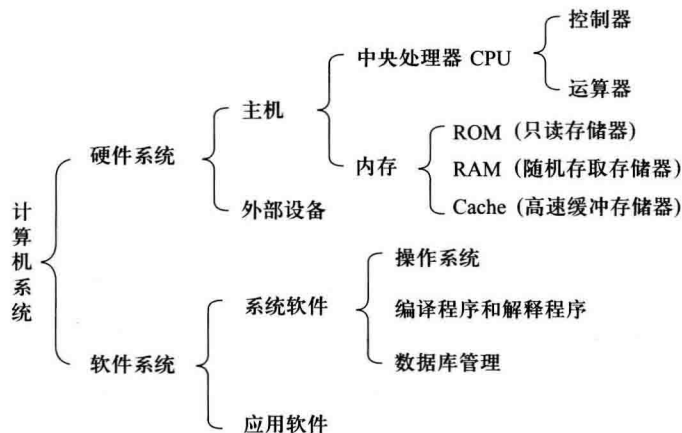 控制器
中央处理器 CPU
运算器
主机
ROM (只读存储器)
硬件系统
内存
RAM (随机存取存储器)
外部设备
Cache (高速缓冲存储器)
计算机系统
操作系统
系统软件
编译程序和解释程序
软件系统
数据库管理
应用软件